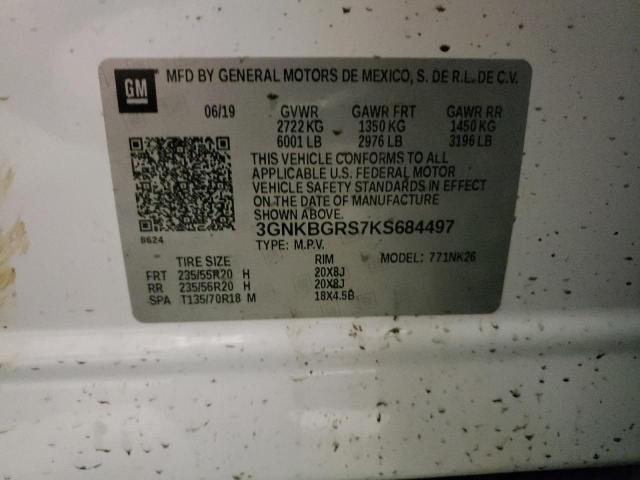 GM
MFD BY GENERAL MOTORS DE MEXICO, S. DE R.L. DE C.V.
06/19 GVWR GAWR FRT GAWR RR
2722 KG 1350 KG 1450 KG
6001 LB 2976 LB 3196 LB
THIS VEHICLE CONFORMS TO ALL
APPLICABLE U.S. FEDERAL MOTOR
VEHICLE SAFETY STANDARDS IN EFFECT
ON THE DATE OF MANUFACTURE
SHOWN ABOVE.
3GNKBGRS7KS684497
8624
TYPE: M.P.V. MODEL: 771NK26
TIRE SIZE RIM
FRT 235/55R20 H 20X8J
RR 235/55R20 H 20X8J
SPA T135/70R18 M 18X4.5B